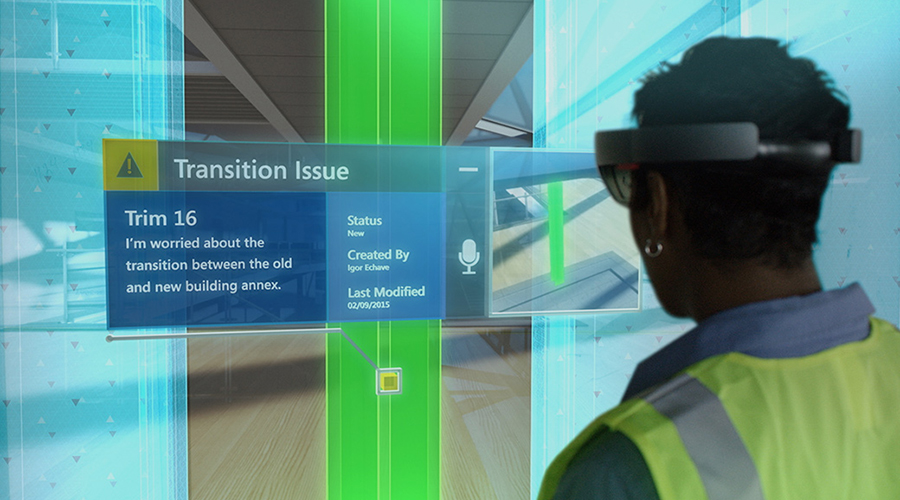 Transition Issue
Trim 16
I'm worried about the
transition between the old
and new building annex.
Status
New
Created By
Igor Echave
Last Modified
02/09/2015